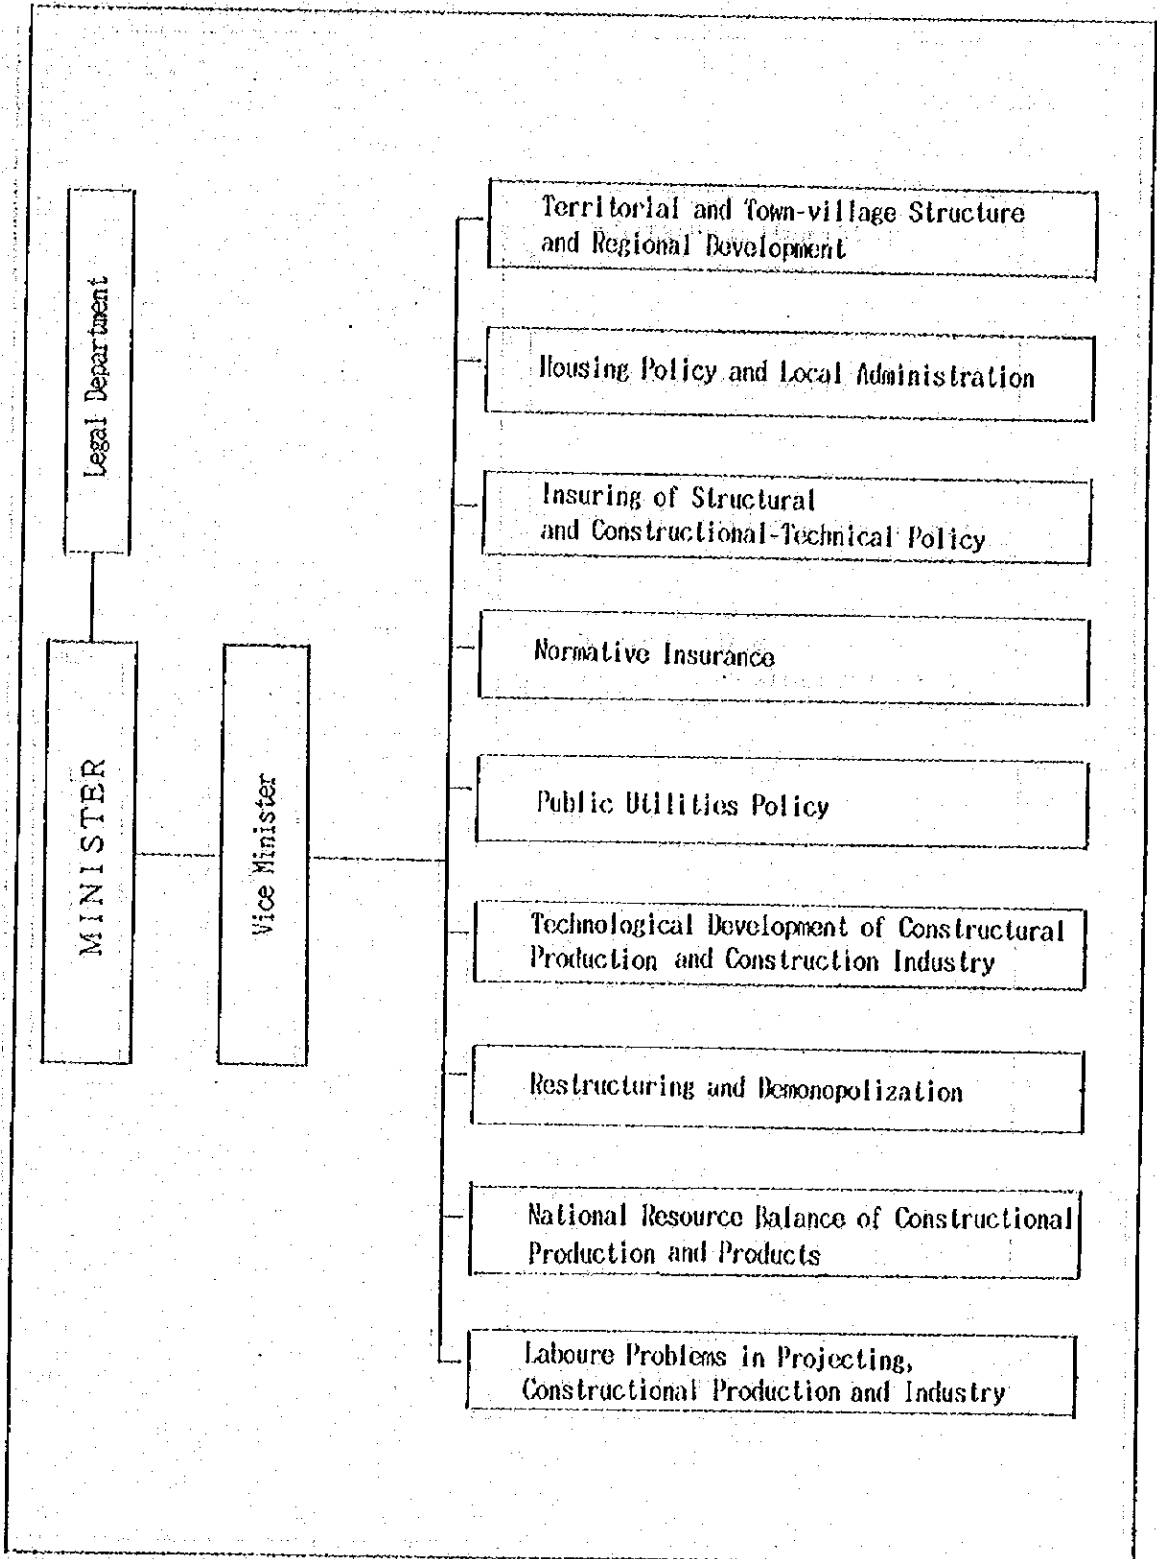 Legal Department
MINISTER
Vice Minister
Territorial and Town-village Structure
and Regional Development
Housing Policy and Local Administration
Insuring of Structural
and Constructional-Technical Policy
Normative Insurance
Public Utilities Policy
Technological Development of Constructural
Production and Construction Industry
Restructuring and Demonopolization
National Resource Balance of Constructional
Production and Products
Laboure Problems in Projecting,
Constructional Production and Industry